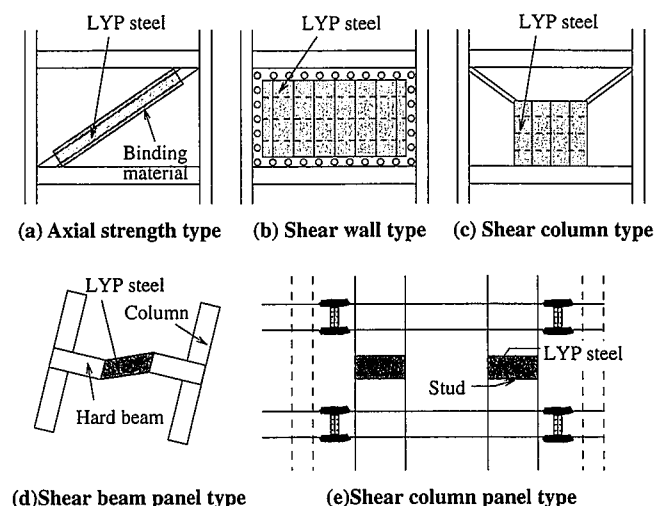 LYP steel
Binding
material
(a) Axial strength type
LYP steel
(b) Shear wall type
LYP steel
(c) Shear column type
LYP steel
Column
Hard beam
(d)Shear beam panel type
LYP steel
Stud
(e)Shear column panel type